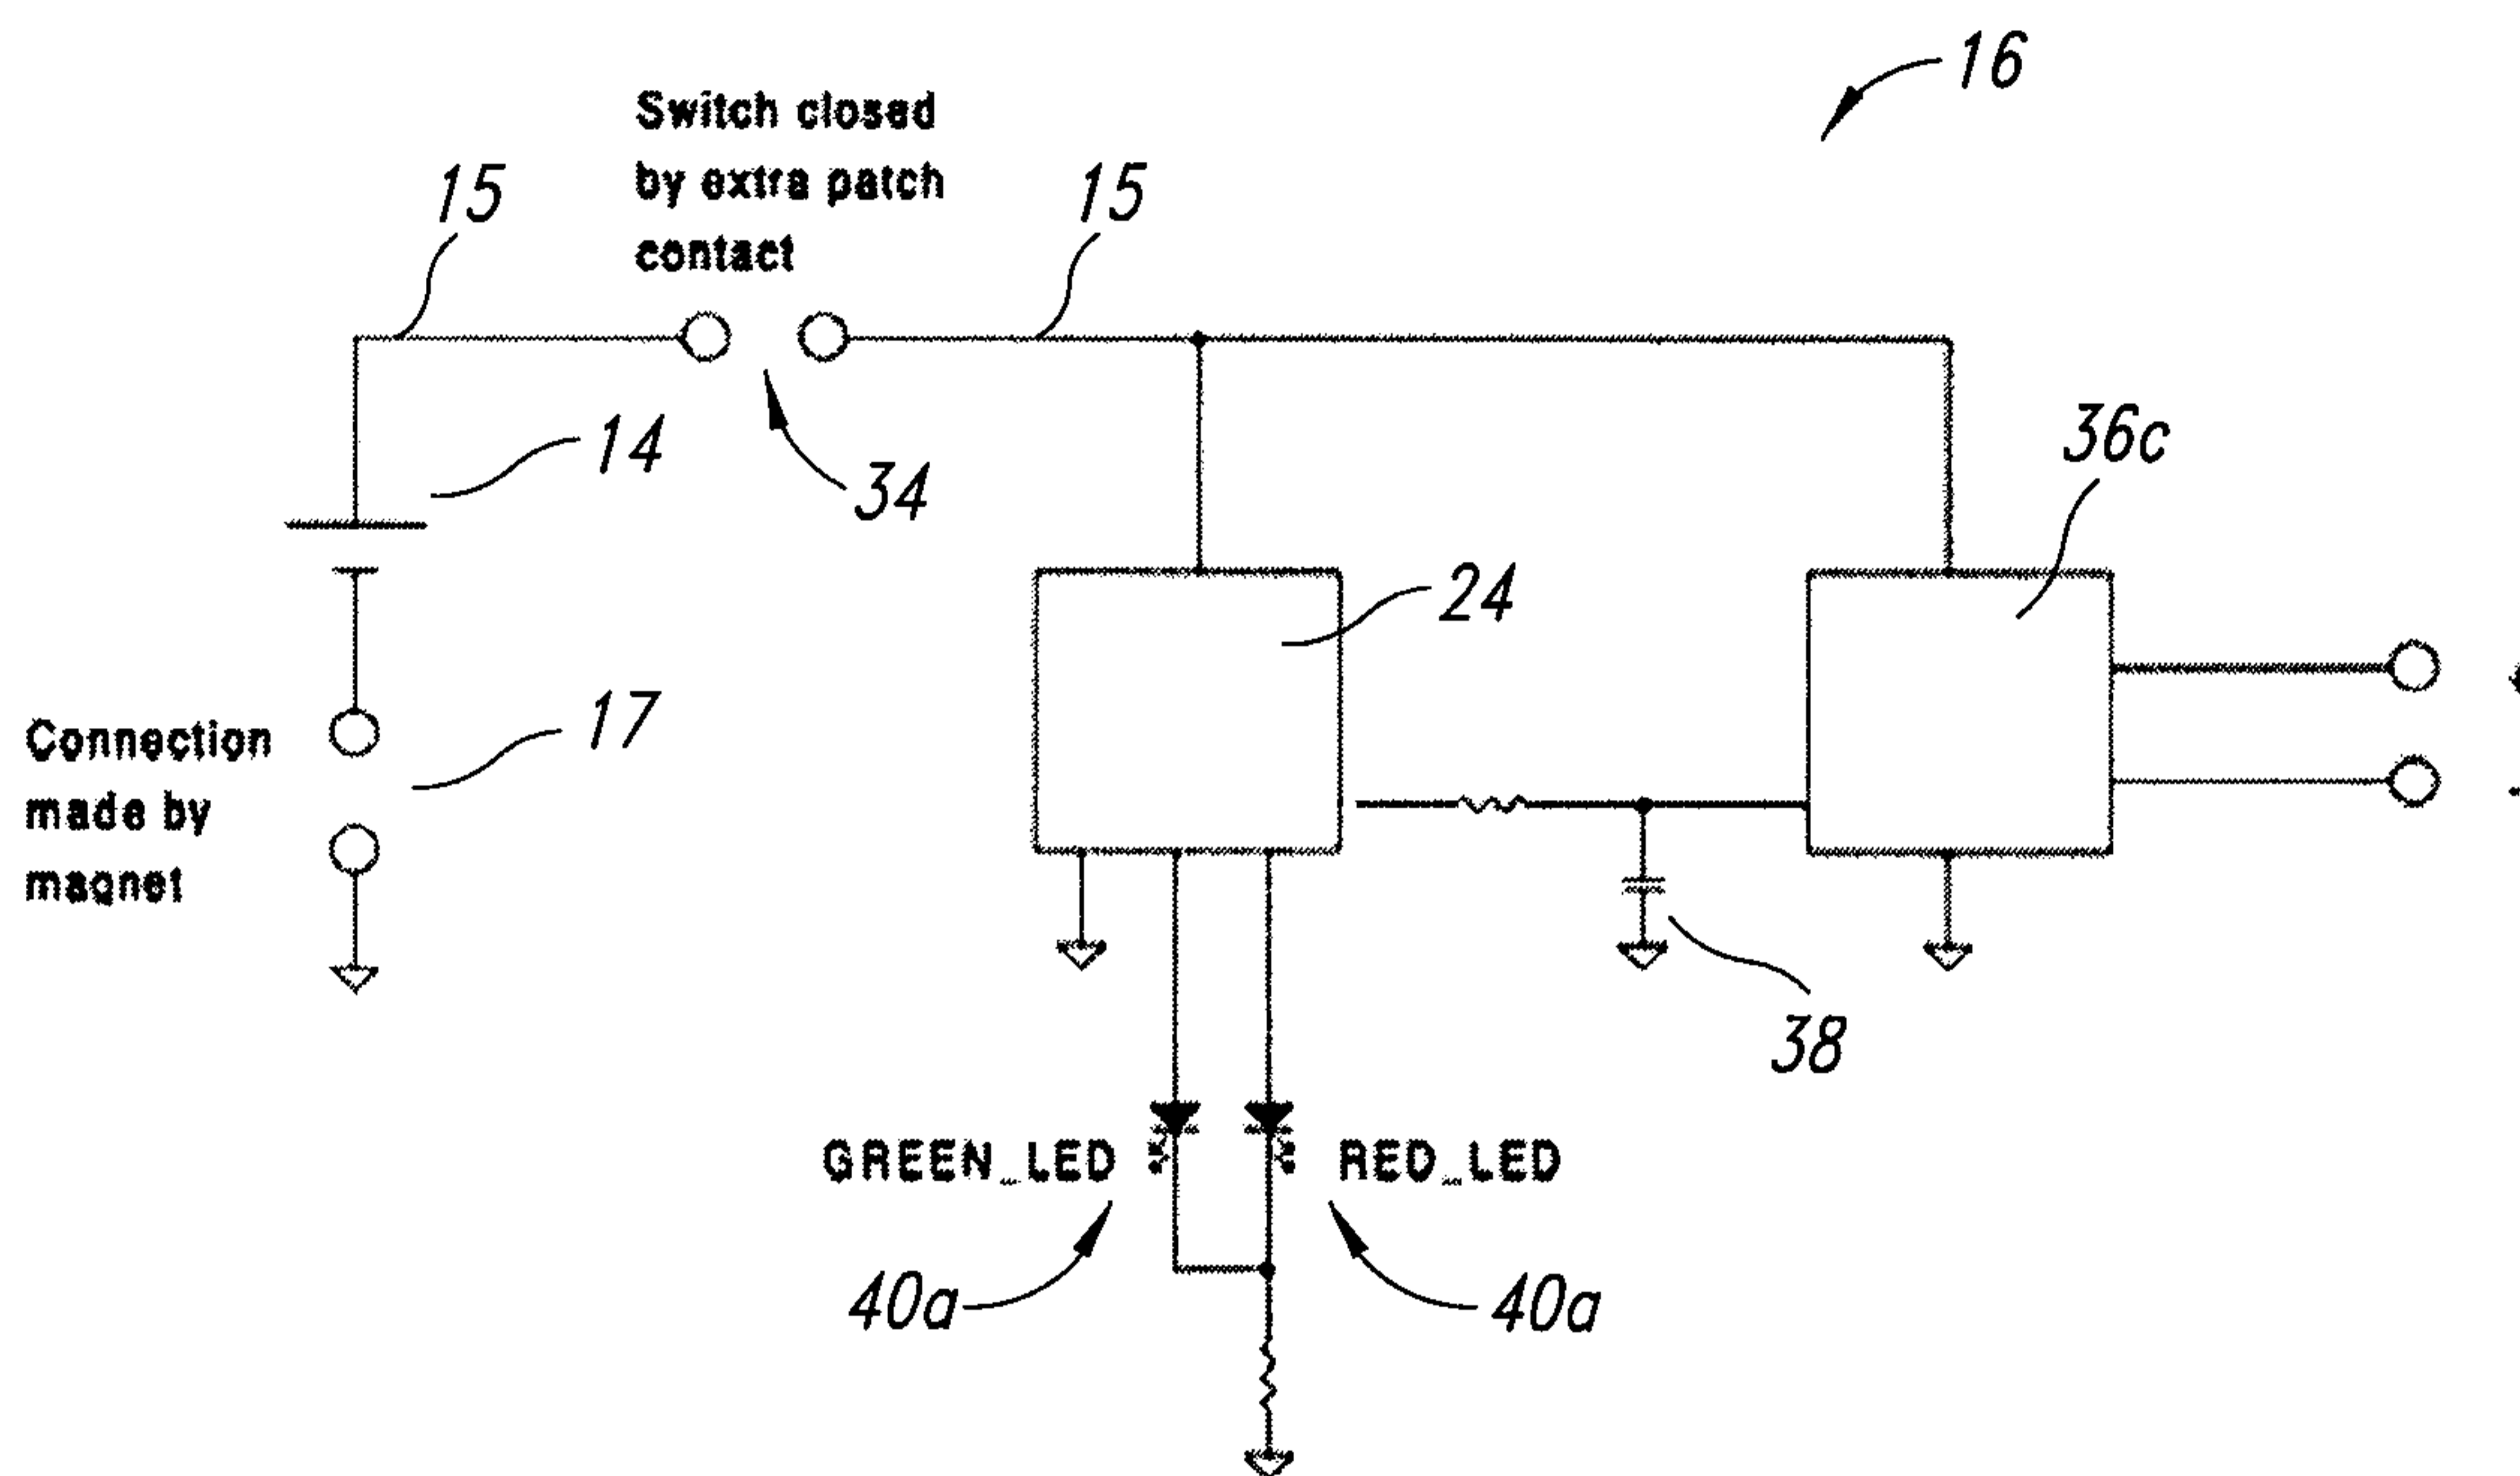 16
Switch closed
by extra patch
contact
15
15
14
34
36c
24
17
Connection
made by
magnet
38
GREEN_LED
RED_LED
40a
40a